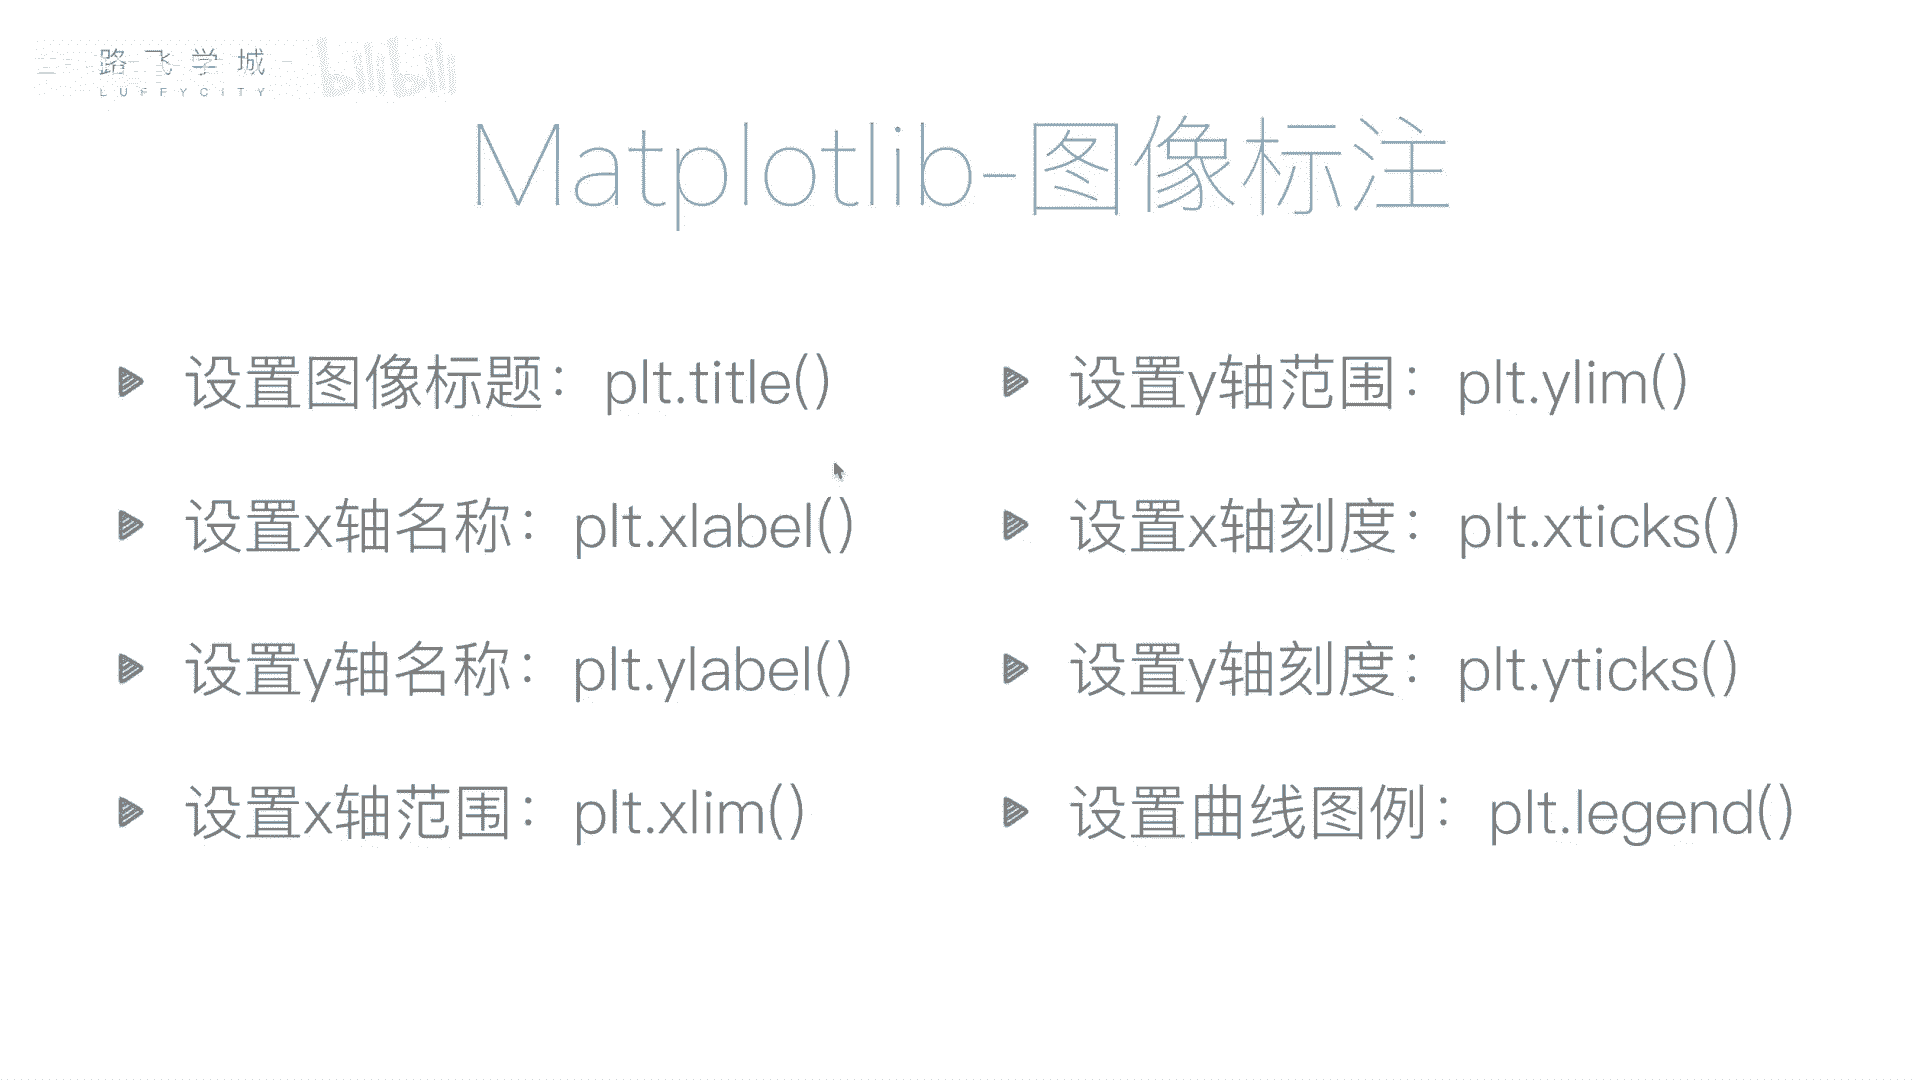 路飞学城
LUFFYCITY
bilibili
Matplotlib-图像标注
设置图像标题：plt.title()
设置x轴名称：plt.xlabel()
设置y轴名称：plt.ylabel()
设置x轴范围：plt.xlim()
设置y轴范围：plt.ylim()
设置x轴刻度：plt.xticks()
设置y轴刻度：plt.yticks()
设置曲线图例：plt.legend()